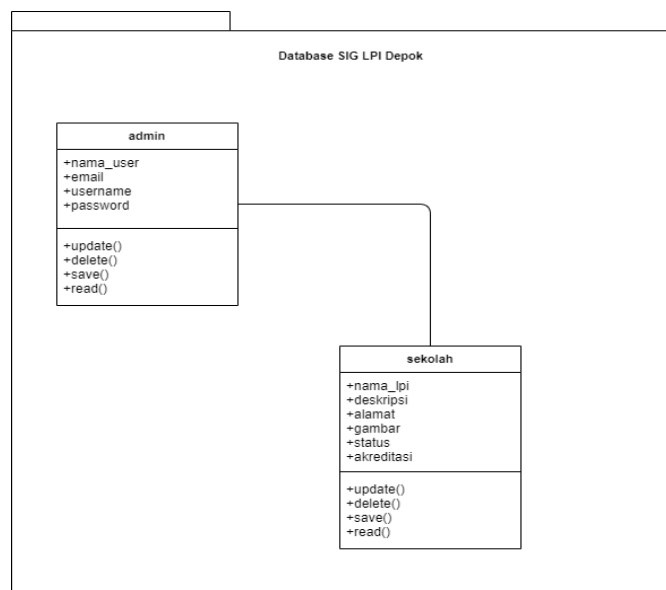 Database SIG LPI Depok
admin
+nama_user
+email
+username
+password
+update()
+delete()
+save()
+read()
sekolah
+nama_lpi
+deskripsi
+alamat
+gambar
+status
+akreditasi
+update()
+delete()
+save()
+read()